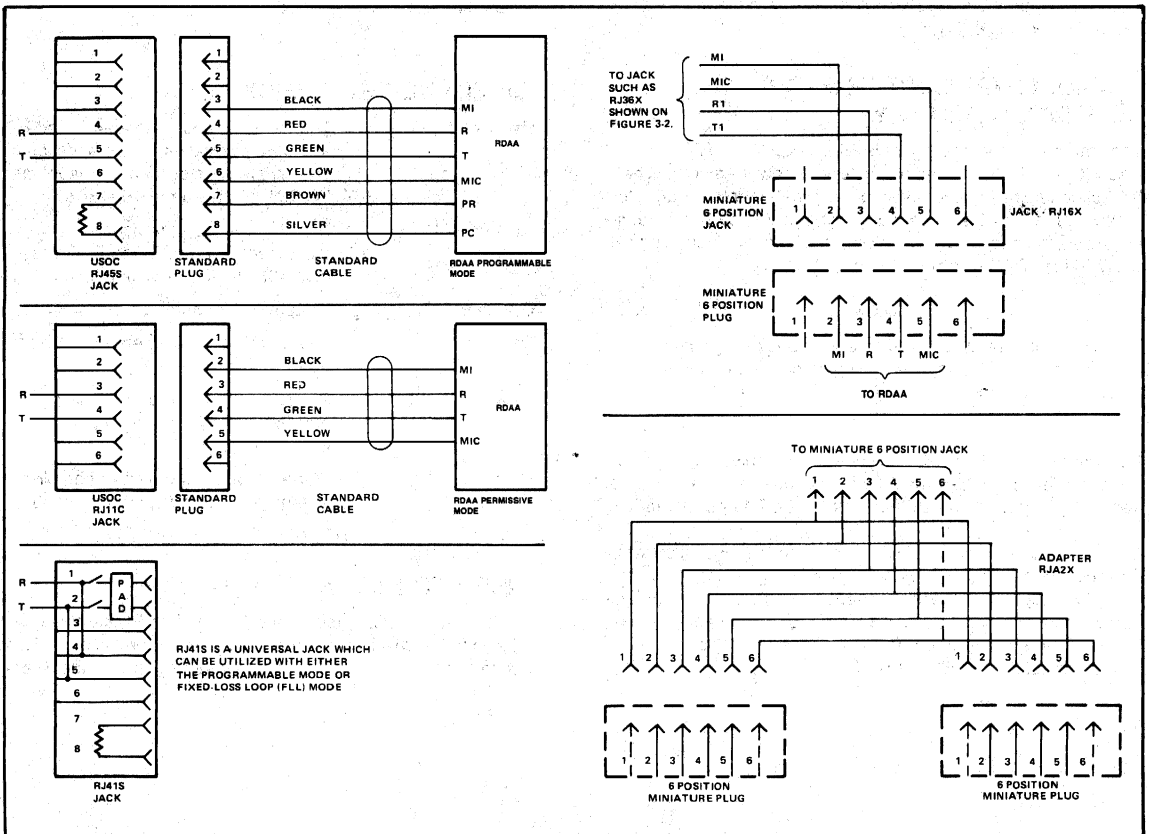 1
2
3
R 4
T 5
6
7
8
USOC
RJ45S
JACK
1
2
3
4
5
6
7
8
STANDARD
PLUG
BLACK
RED
GREEN
YELLOW
BROWN
SILVER
STANDARD
CABLE
MI
R
T
MIC
PR
PC
RDAA
RDAA PROGRAMMABLE
MODE
1
2
R 3
T 4
5
6
USOC
RJ11C
JACK
1
2
3
4
5
6
STANDARD
PLUG
BLACK
RED
GREEN
YELLOW
STANDARD
CABLE
MI
R
T
MIC
RDAA
RDAA PERMISSIVE
MODE
R 1
T 2
PAD
3
4
5
6
7
8
RJ41S
JACK
RJ41S IS A UNIVERSAL JACK WHICH
CAN BE UTILIZED WITH EITHER
THE PROGRAMMABLE MODE OR
FIXED-LOSS LOOP (FLL) MODE
TO JACK
SUCH AS
RJ36X
SHOWN ON
FIGURE 3-2.
MI
MIC
R1
T1
MINIATURE
6 POSITION
JACK
1 2 3 4 5 6
JACK - RJ16X
MINIATURE
6 POSITION
PLUG
1 2 3 4 5 6
MI R T MIC
TO RDAA
TO MINIATURE 6 POSITION JACK
1 2 3 4 5 6
ADAPTER
RJA2X
1 2 3 4 5 6
1 2 3 4 5 6
1 2 3 4 5 6
6 POSITION
MINIATURE PLUG
1 2 3 4 5 6
6 POSITION
MINIATURE PLUG